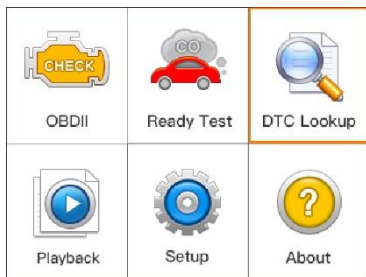 CHECK
CO
OBDII
Ready Test
DTC Lookup
?
Playback
Setup
About